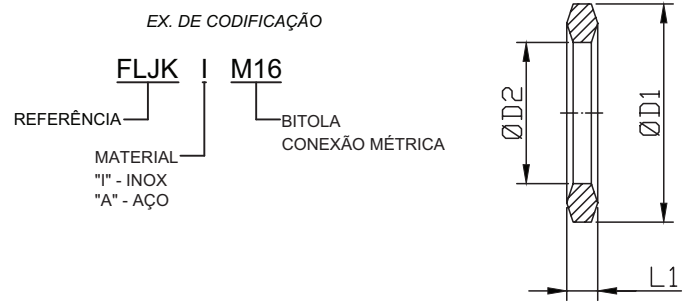 EX. DE CODIFICAÇÃO
FLJK I M16
REFERÊNCIA
BITOLA
CONEXÃO MÉTRICA
MATERIAL
"I" - INOX
"A" - AÇO
ØD2
ØD1
L1